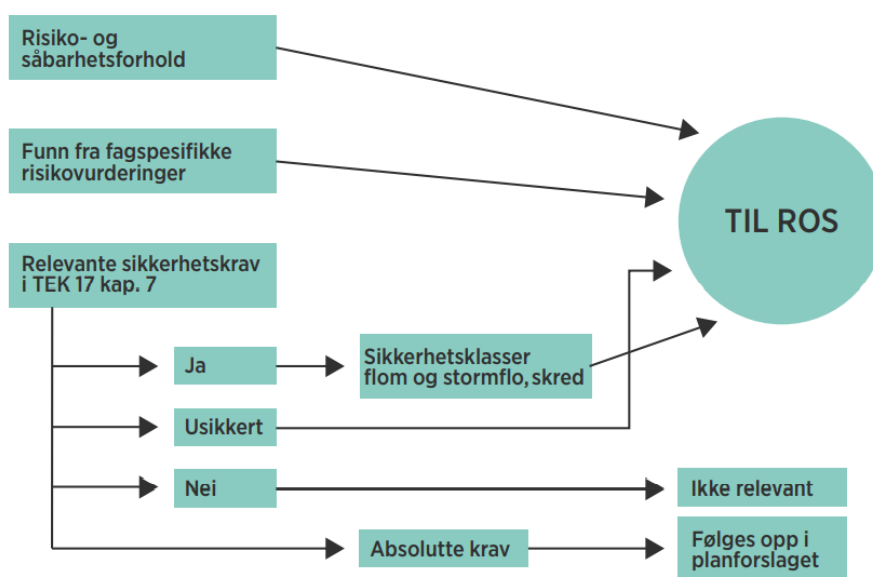 Risiko- og
såbarhetsforhold
Funn fra fagspesifikke
risikovurderinger
TIL ROS
Relevante sikkerhetskrav
i TEK 17 kap. 7
Ja
Sikkerhetsklasser
flom og stormflo, skred
Usikkert
Nei
Ikke relevant
Absolutte krav
Følges opp i
planforslaget